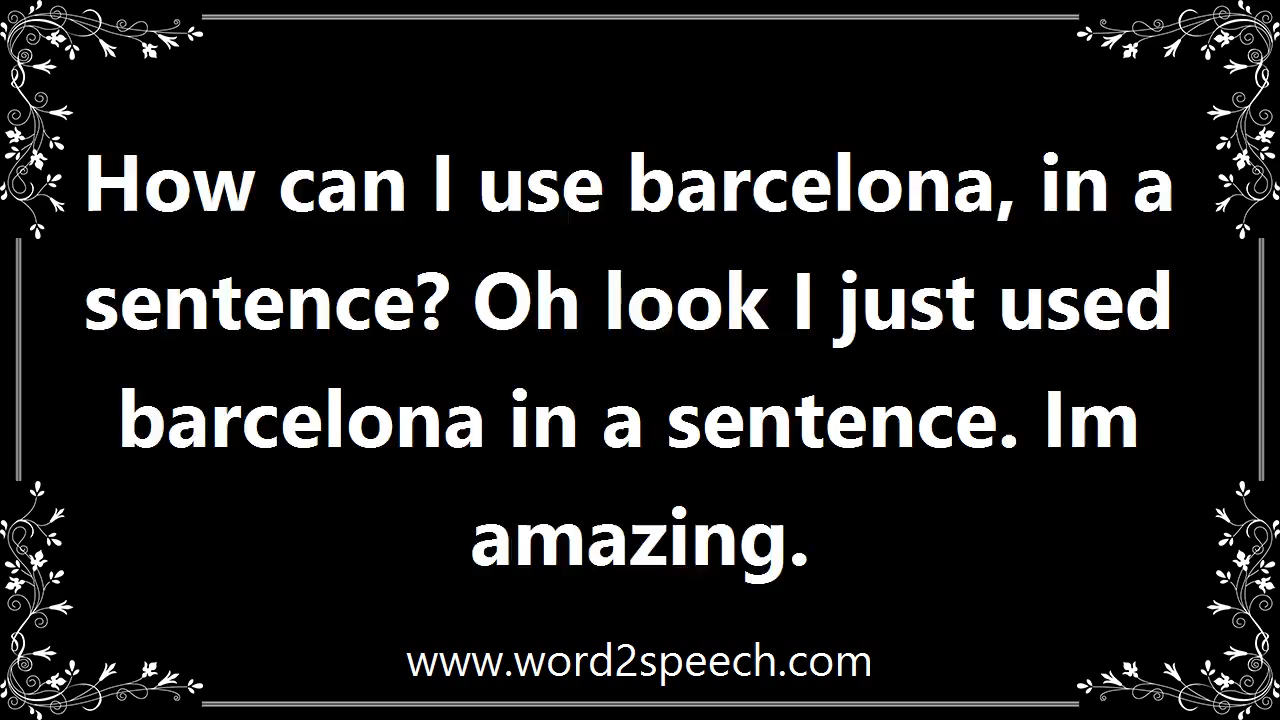 How can I use barcelona, in a
sentence? Oh look I just used
barcelona in a sentence. Im
amazing.
www.word2speech.com